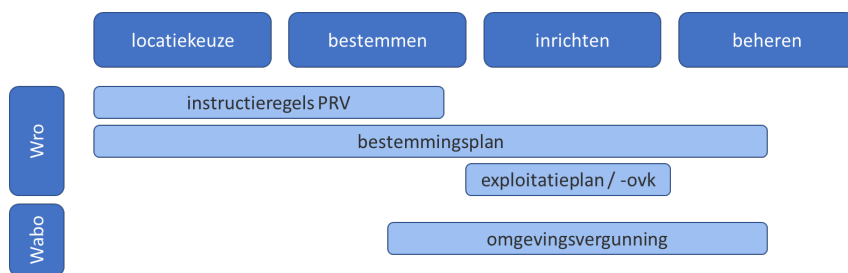 locatiekeuze
bestemmen
inrichten
beheren
Wro
instructieregels PRV
bestemmingsplan
exploitatieplan / -ovk
Wabo
omgevingsvergunning